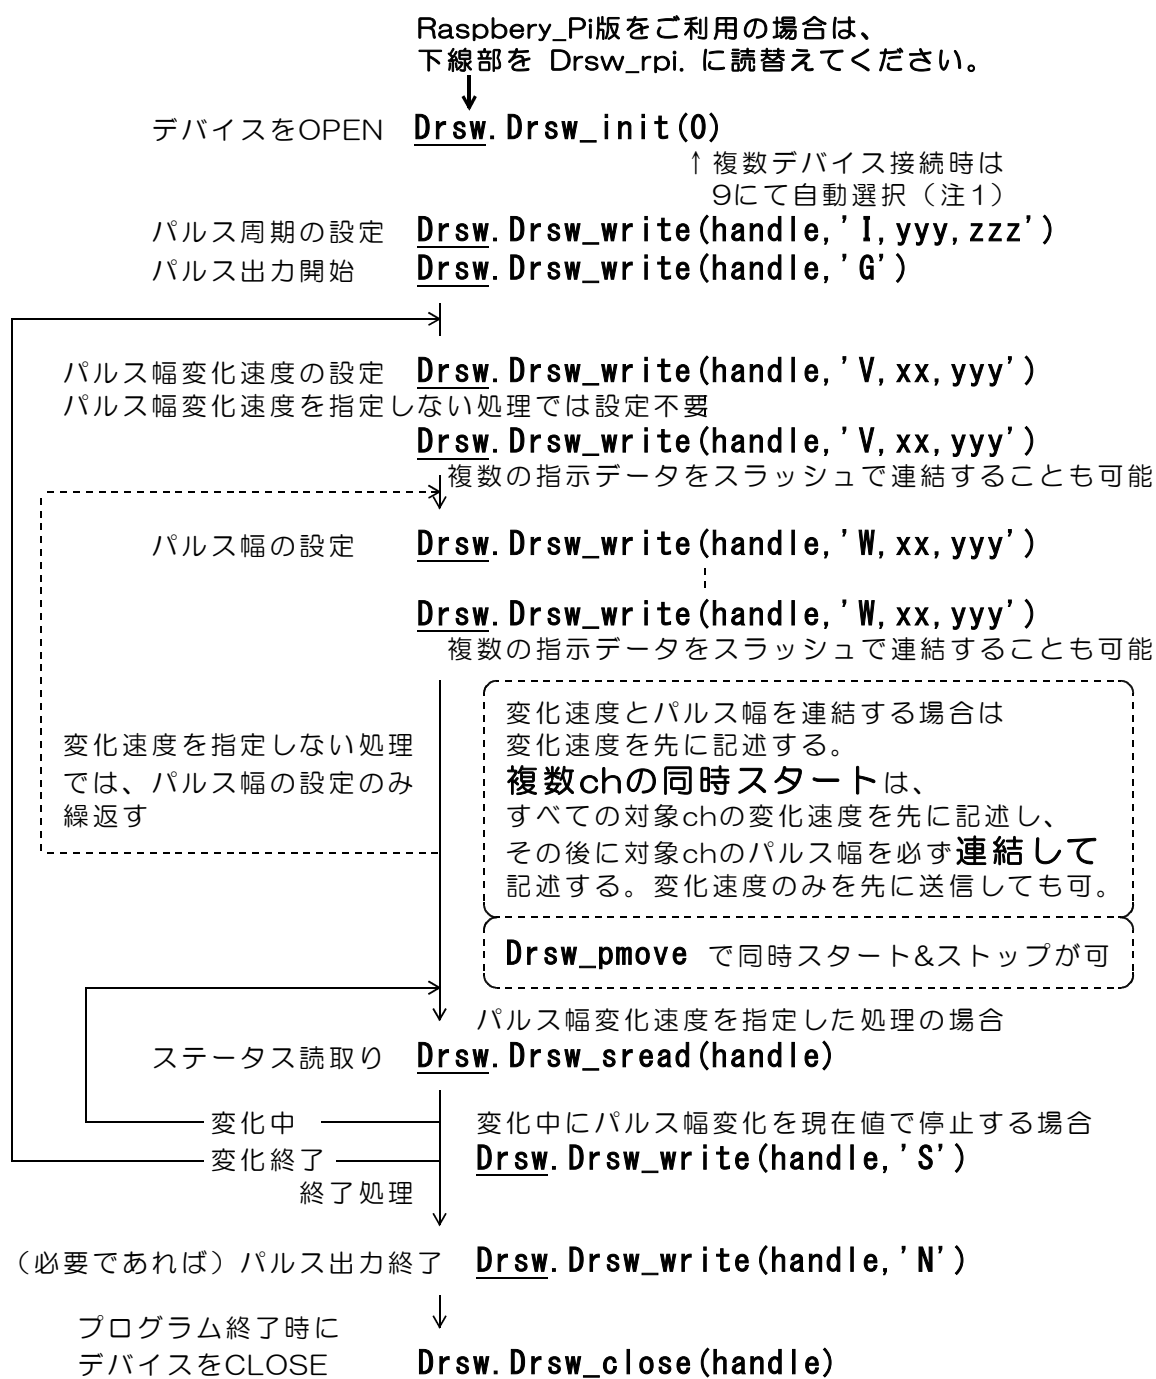 Raspbery_Pi版をご利用の場合は、
下線部を Drsw_rpi. に読替えてください。
デバイスをOPEN Drsw.Drsw_init(0)
↑複数デバイス接続時は
9にて自動選択（注1）
パルス周期の設定 Drsw.Drsw_write(handle,'I,yyy,zzz')
パルス出力開始 Drsw.Drsw_write(handle,'G')
パルス幅変化速度の設定 Drsw.Drsw_write(handle,'V,xx,yyy')
パルス幅変化速度を指定しない処理では設定不要
Drsw.Drsw_write(handle,'V,xx,yyy')
複数の指示データをスラッシュで連結することも可能
パルス幅の設定 Drsw.Drsw_write(handle,'W,xx,yyy')
Drsw.Drsw_write(handle,'W,xx,yyy')
複数の指示データをスラッシュで連結することも可能
変化速度を指定しない処理
では、パルス幅の設定のみ
繰返す
変化速度とパルス幅を連結する場合は
変化速度を先に記述する。
複数chの同時スタートは、
すべての対象chの変化速度を先に記述し、
その後に対象chのパルス幅を必ず連結して
記述する。変化速度のみを先に送信しても可。
Drsw_pmove で同時スタート&ストップが可
パルス幅変化速度を指定した処理の場合
ステータス読取り Drsw.Drsw_sread(handle)
変化中 変化中にパルス幅変化を現在値で停止する場合
変化終了 Drsw.Drsw_write(handle,'S')
終了処理
（必要であれば）パルス出力終了 Drsw.Drsw_write(handle,'N')
プログラム終了時に
デバイスをCLOSE Drsw.Drsw_close(handle)